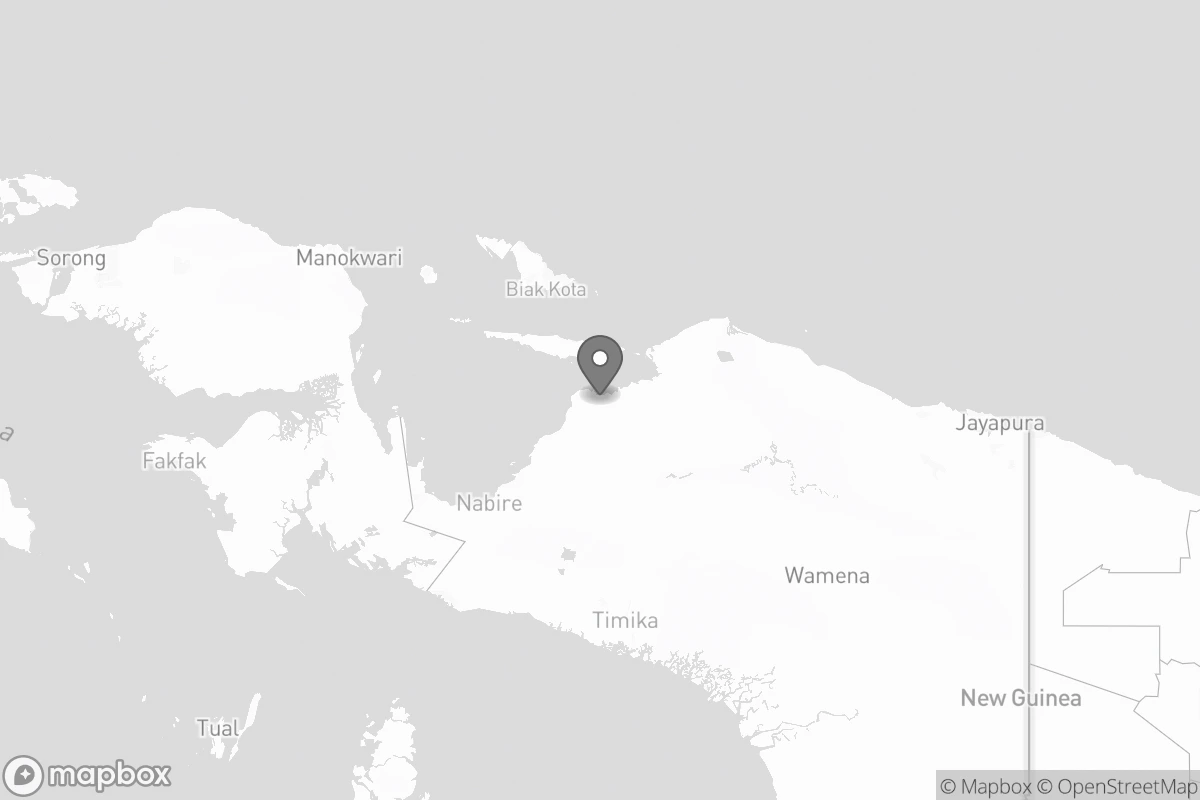 Sorong
Manokwari
Biak Kota
Jayapura
a
Fakfak
Nabire
Wamena
Timika
New Guinea
Tual
mapbox
© Mapbox © OpenStreetMap